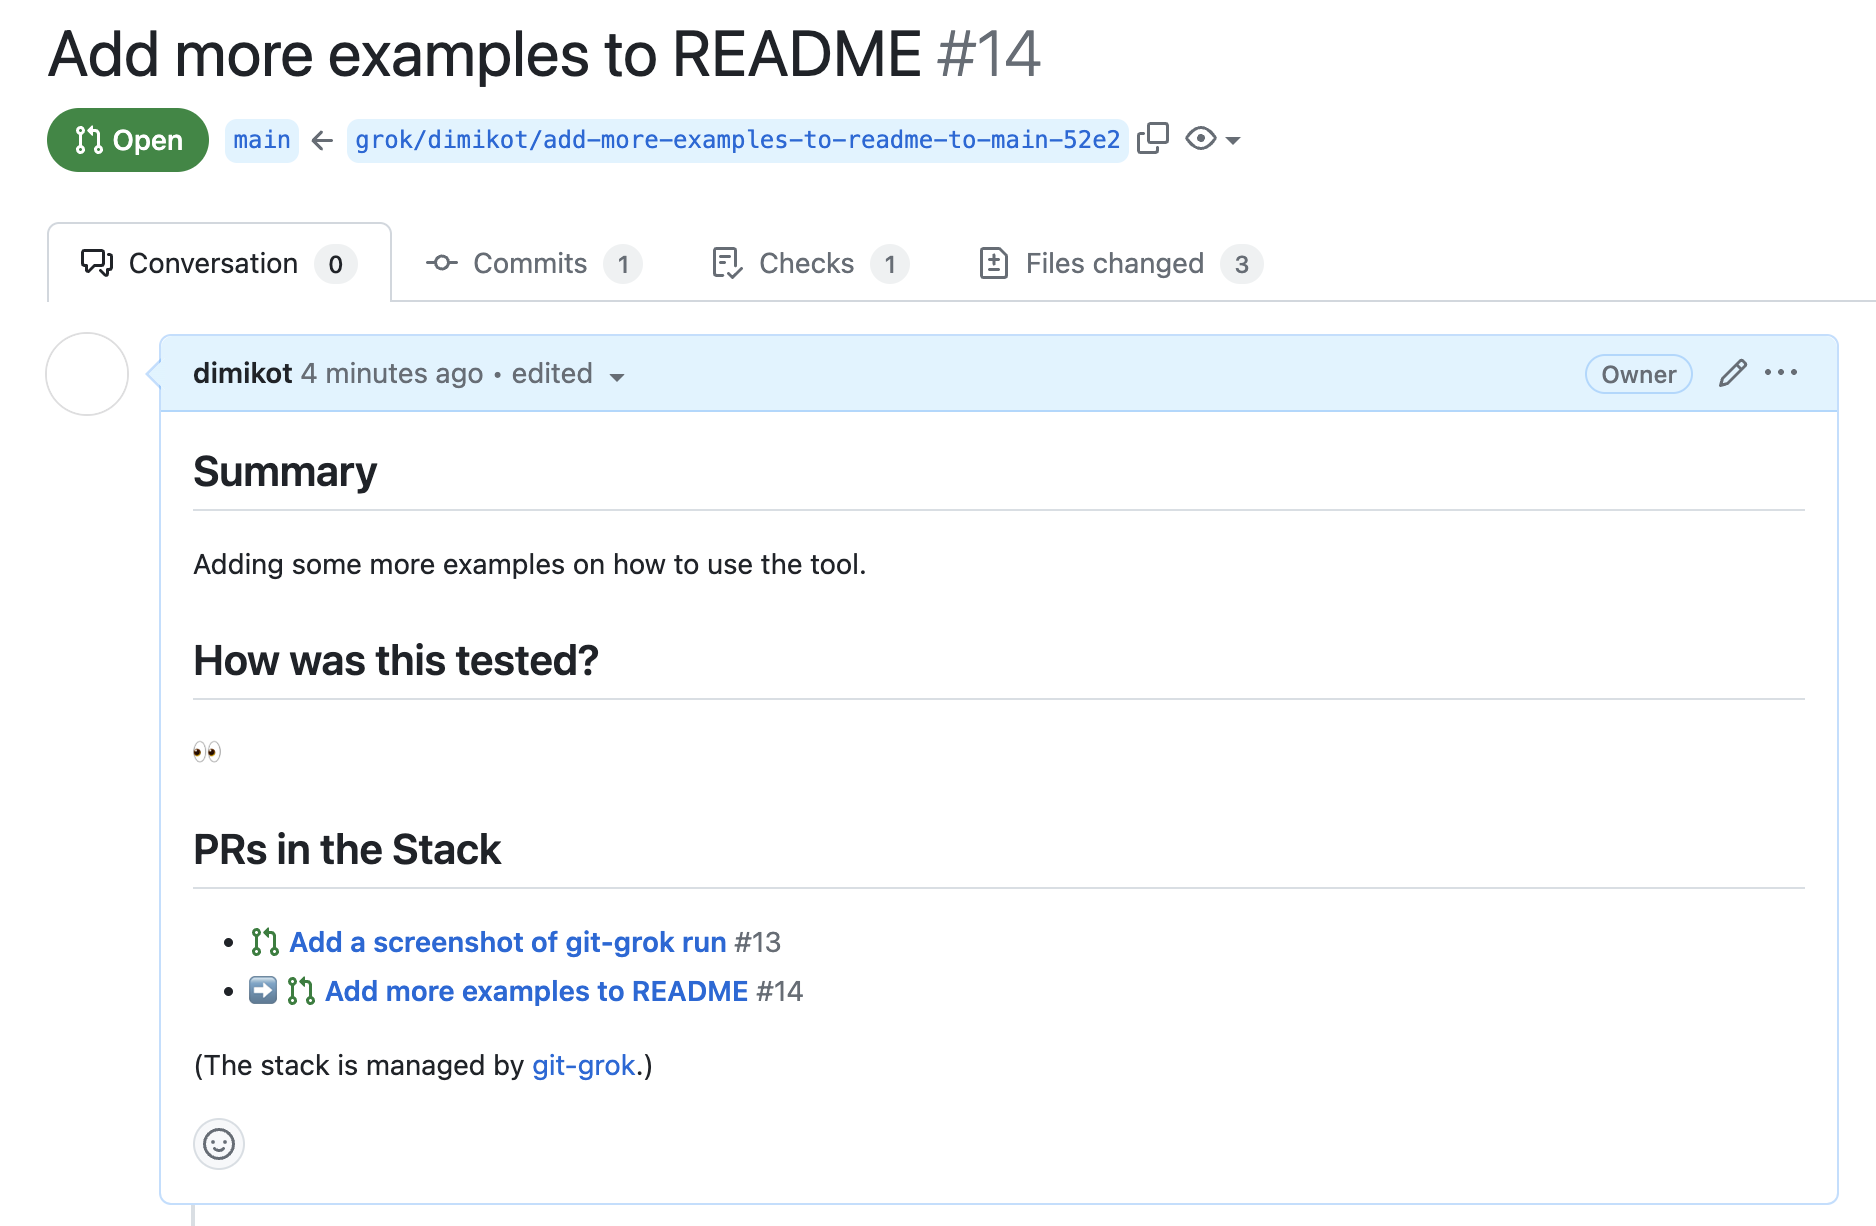 Add more examples to README #14
Open main ← grok/dimikot/add-more-examples-to-readme-to-main-52e2
Conversation 0 Commits 1 Checks 1 Files changed 3
dimikot 4 minutes ago • edited Owner
Summary
Adding some more examples on how to use the tool.
How was this tested?
👀
PRs in the Stack
• Add a screenshot of git-grok run #13
• ➡️ Add more examples to README #14
(The stack is managed by git-grok.)